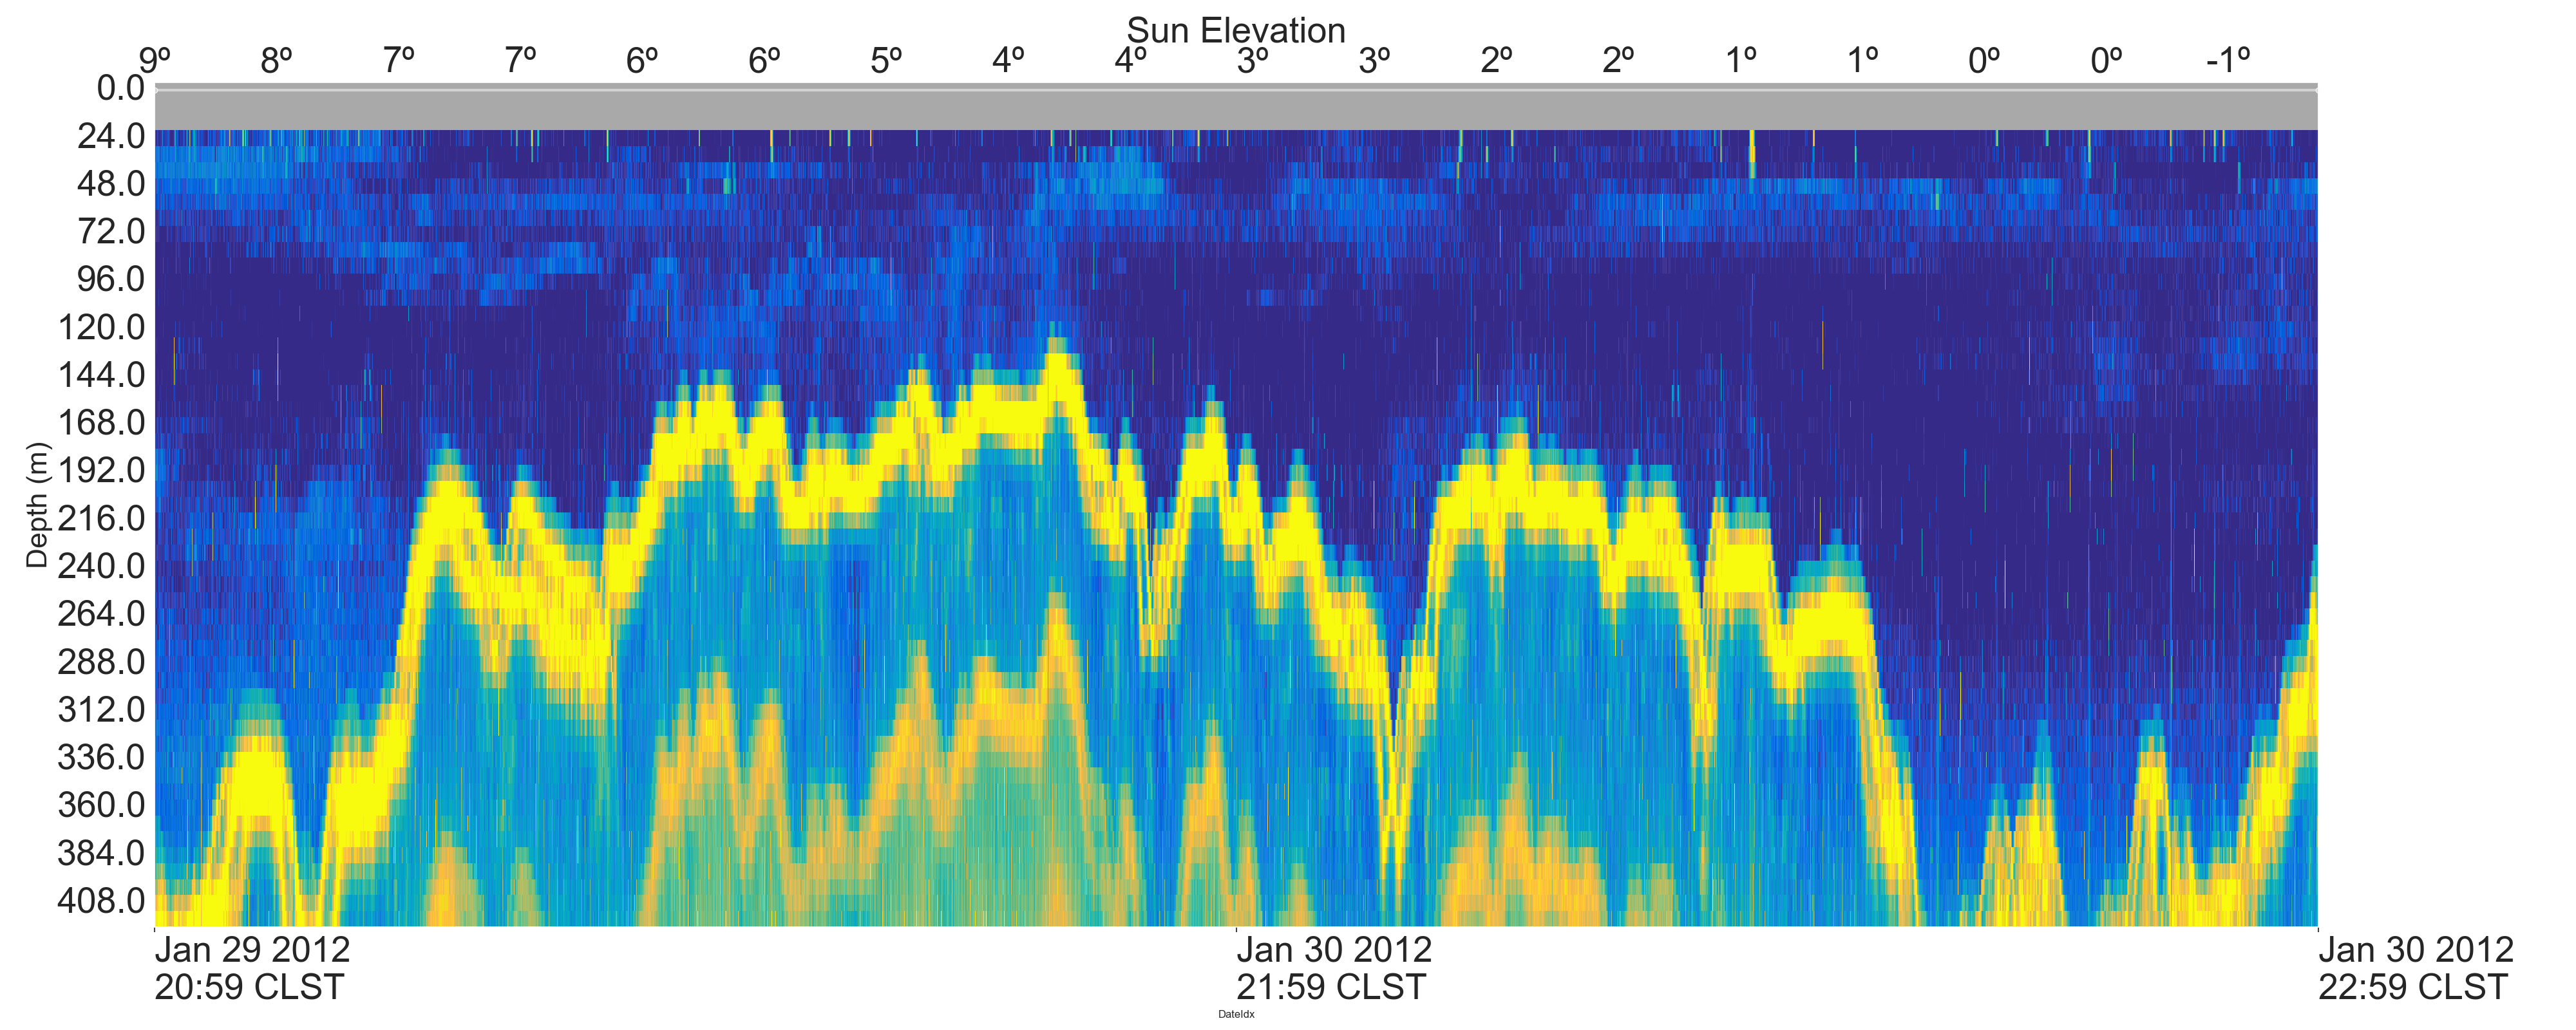 Sun Elevation
9º 8º 7º 7º 6º 6º 5º 4º 4º 3º 3º 2º 2º 1º 1º 0º 0º -1º
0.0
24.0
48.0
72.0
96.0
120.0
144.0
168.0
192.0
216.0
240.0
264.0
288.0
312.0
336.0
360.0
384.0
408.0
Depth (m)
Jan 29 2012
20:59 CLST
Jan 30 2012
21:59 CLST
Jan 30 2012
22:59 CLST
DateIdx